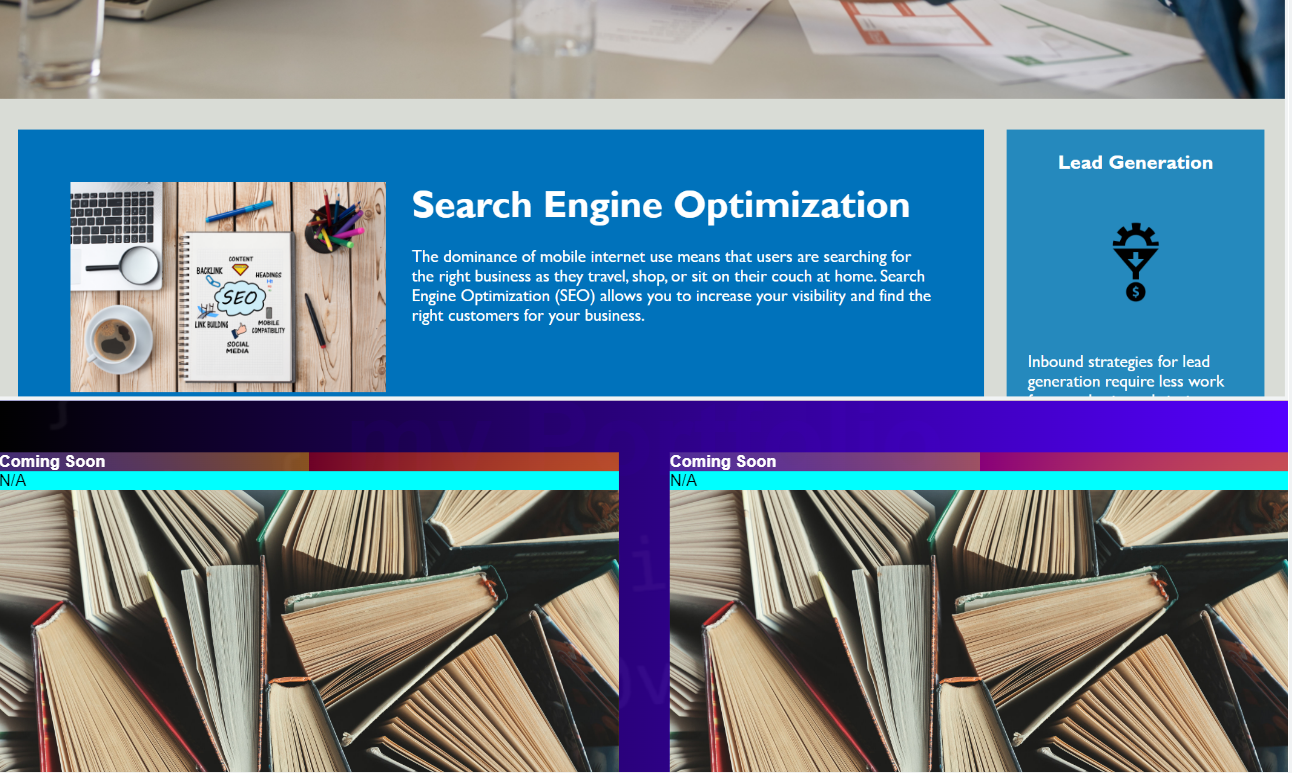 Search Engine Optimization
The dominance of mobile internet use means that users are searching for
the right business as they travel, shop, or sit on their couch at home. Search
Engine Optimization (SEO) allows you to increase your visibility and find the
right customers for your business.
CONTENT
BACKLINK
HEADINGS
SEO
LINK BUILDING
MOBILE
COMPATIBILITY
SOCIAL
MEDIA
Lead Generation
$
Inbound strategies for lead
generation require less work
Coming Soon
N/A
Coming Soon
N/A